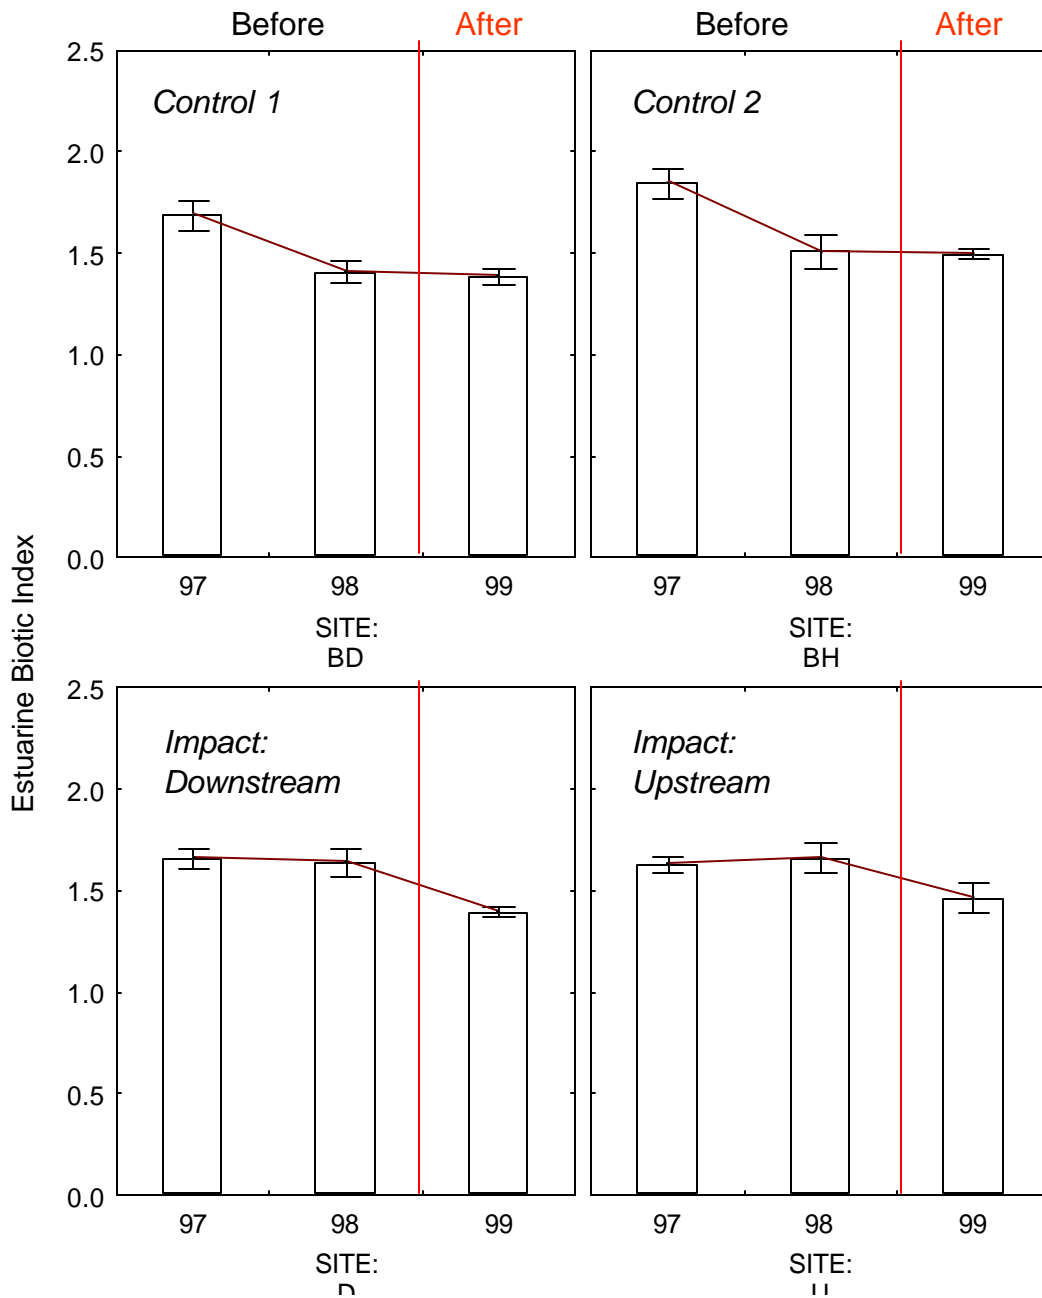 Before After Before After
2.5
Control 1 Control 2
2.0
1.5
1.0
0.5
0.0
97 98 99 97 98 99
SITE: SITE:
BD BH
Estuarine Biotic Index
2.5
Impact: Impact:
Downstream Upstream
2.0
1.5
1.0
0.5
0.0
97 98 99 97 98 99
SITE: SITE: